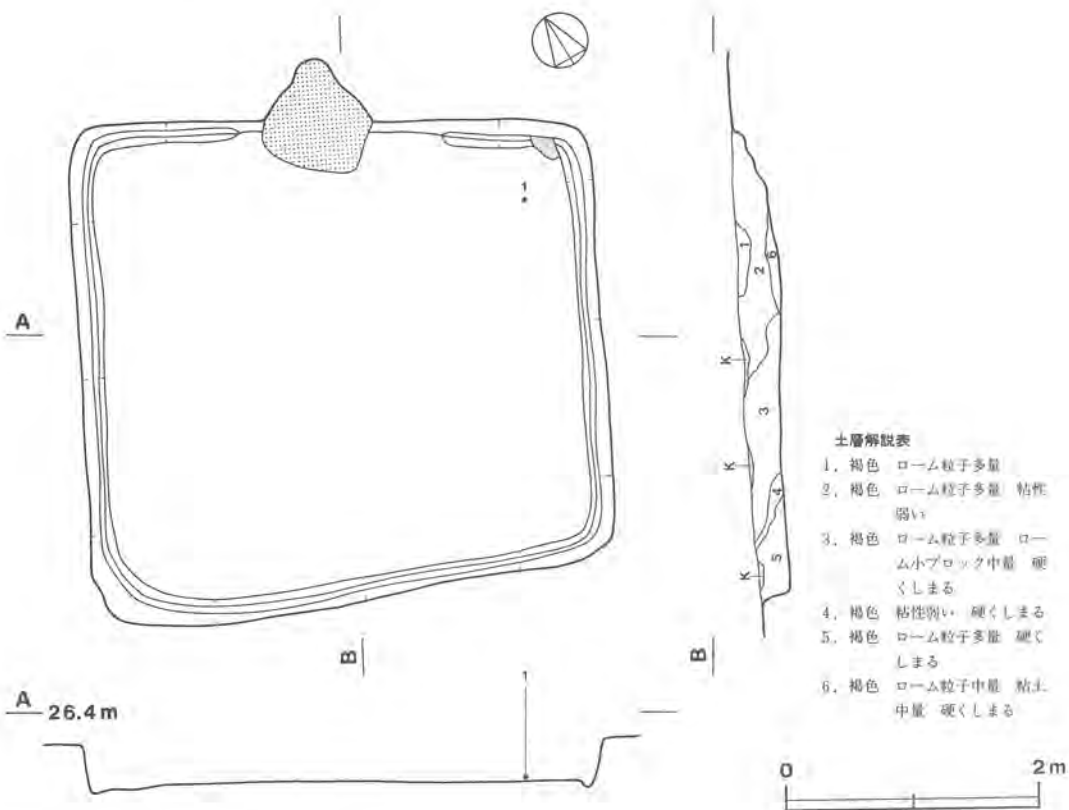 1
A
B
B
A 26.4m
1
1
2
6
K
3
K
4
5
K
土層解説表
1. 褐色 ローム粒子多量
2. 褐色 ローム粒子多量 粘性
弱い
3. 褐色 ローム粒子多量 ロー
ム小ブロック中量 硬
くしまる
4. 褐色 粘性弱い 硬くしまる
5. 褐色 ローム粒子多量 硬く
しまる
6. 褐色 ローム粒子中量 粘土
中量 硬くしまる
0 2m